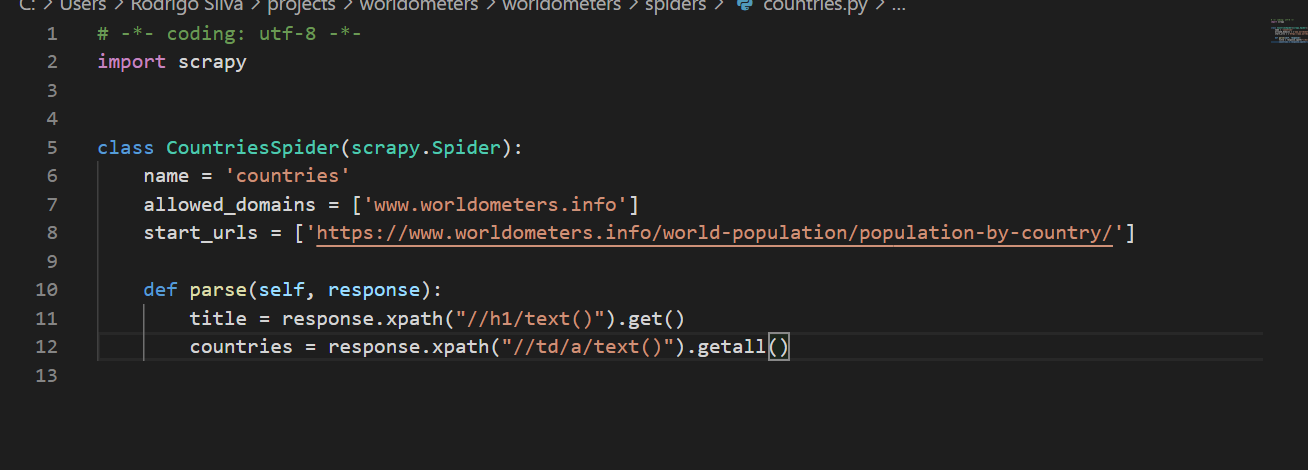 C: > Users > Rodrigo Silva > projects > worldometers > worldometers > spiders > countries.py > ...
1 # -*- coding: utf-8 -*-
2 import scrapy
3
4
5 class CountriesSpider(scrapy.Spider):
6     name = 'countries'
7     allowed_domains = ['www.worldometers.info']
8     start_urls = ['https://www.worldometers.info/world-population/population-by-country/']
9
10     def parse(self, response):
11         title = response.xpath("//h1/text()").get()
12         countries = response.xpath("//td/a/text()").getall()
13